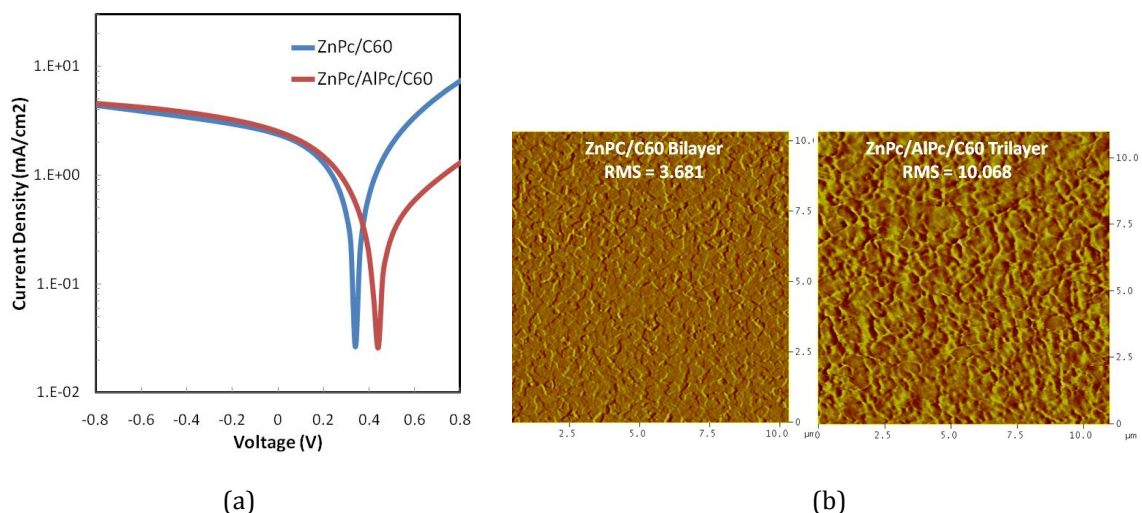 ZnPc/C60
ZnPc/AlPc/C60
1.E+01
1.E+00
1.E-01
1.E-02
Current Density (mA/cm2)
-0.8 -0.6 -0.4 -0.2 0 0.2 0.4 0.6 0.8
Voltage (V)
(a)
ZnPC/C60 Bilayer
RMS = 3.681
10.0
7.5
5.0
2.5
0
2.5 5.0 7.5 10.0
µm
ZnPc/AlPc/C60 Trilayer
RMS = 10.068
10.0
7.5
5.0
2.5
0
0 2.5 5.0 7.5 10.0
µm
(b)